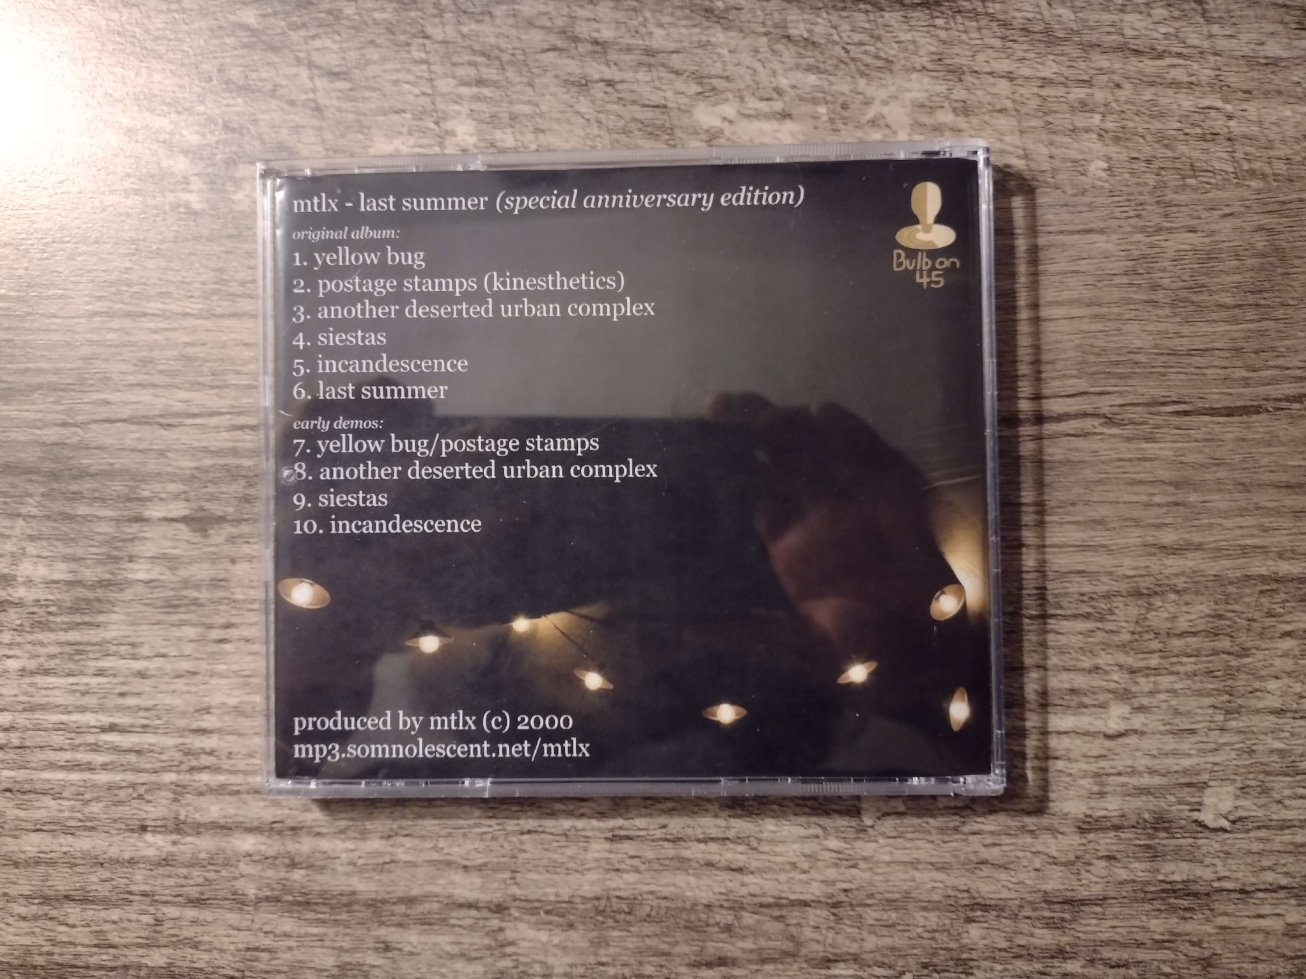 mtlx - last summer (special anniversary edition)
original album:
1. yellow bug
2. postage stamps (kinesthetics)
3. another deserted urban complex
4. siestas
5. incandescence
6. last summer
early demos:
7. yellow bug/postage stamps
8. another deserted urban complex
9. siestas
10. incandescence
produced by mtlx (c) 2000
mp3.somnolescent.net/mtlx
Bulb on
45